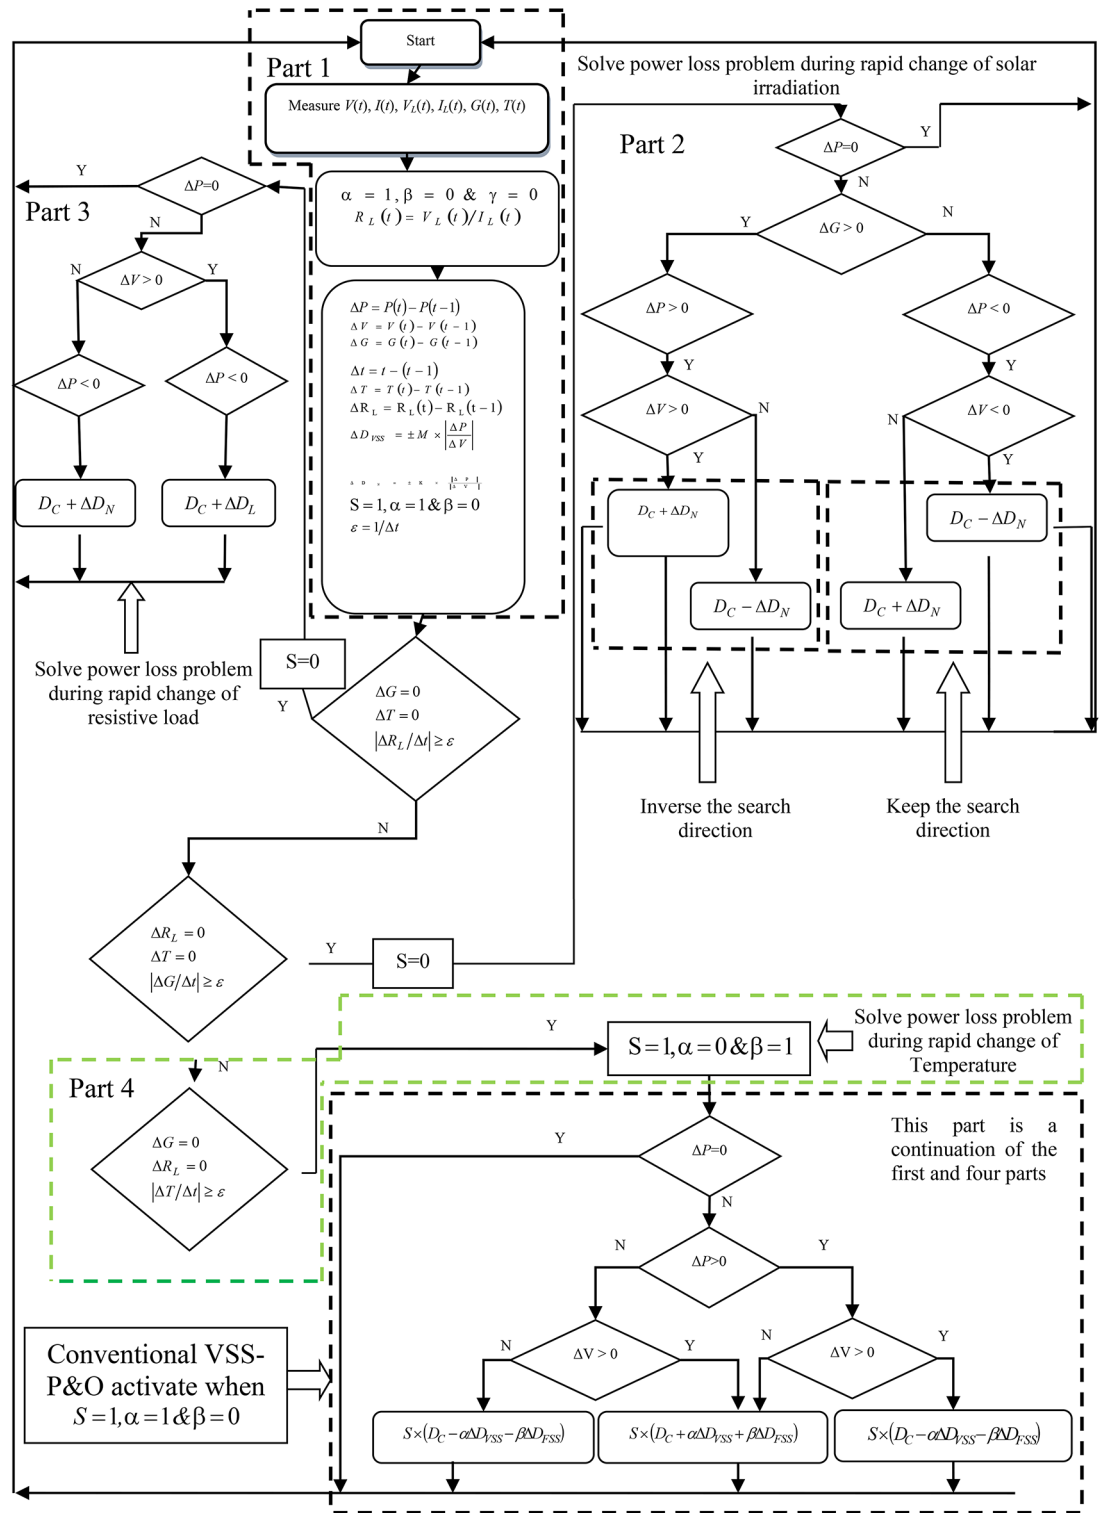 Start
Part 1
Measure V(t), I(t), V_L(t), I_L(t), G(t), T(t)
α = 1, β = 0 & γ = 0
R_L(t) = V_L(t)/I_L(t)
ΔP = P(t) − P(t−1)
ΔV = V(t) − V(t−1)
ΔG = G(t) − G(t−1)
Δt = t − (t−1)
ΔT = T(t) − T(t−1)
ΔR_L = R_L(t) − R_L(t−1)
ΔD_VSS = ±M × |ΔP/ΔV|
S=1, α=1 & β=0
ε = 1/Δt
Solve power loss problem during rapid change of solar
irradiation
Part 2
ΔP=0
Y
N
ΔG > 0
Y
N
ΔP > 0
ΔP < 0
Y
Y
ΔV > 0
N
ΔV < 0
N
Y
Y
D_C + ΔD_N
D_C − ΔD_N
D_C − ΔD_N
D_C + ΔD_N
Inverse the search
direction
Keep the search
direction
Y
ΔP=0
Part 3
N
N
ΔV > 0
Y
ΔP < 0
ΔP < 0
D_C + ΔD_N
D_C + ΔD_L
Solve power loss problem
during rapid change of
resistive load
S=0
Y
ΔG = 0
ΔT = 0
|ΔR_L/Δt| ≥ ε
N
ΔR_L = 0
ΔT = 0
|ΔG/Δt| ≥ ε
Y
S=0
N
Part 4
ΔG = 0
ΔR_L = 0
|ΔT/Δt| ≥ ε
Y
S=1, α=0 & β=1
Solve power loss problem
during rapid change of
Temperature
This part is a
continuation of the
first and four parts
Y
ΔP=0
N
N
ΔP>0
Y
N
ΔV > 0
Y
N
ΔV > 0
Y
S×(D_C − αΔD_VSS − βΔD_FSS)
S×(D_C + αΔD_VSS + βΔD_FSS)
S×(D_C − αΔD_VSS − βΔD_FSS)
Conventional VSS-
P&O activate when
S=1, α=1 & β=0